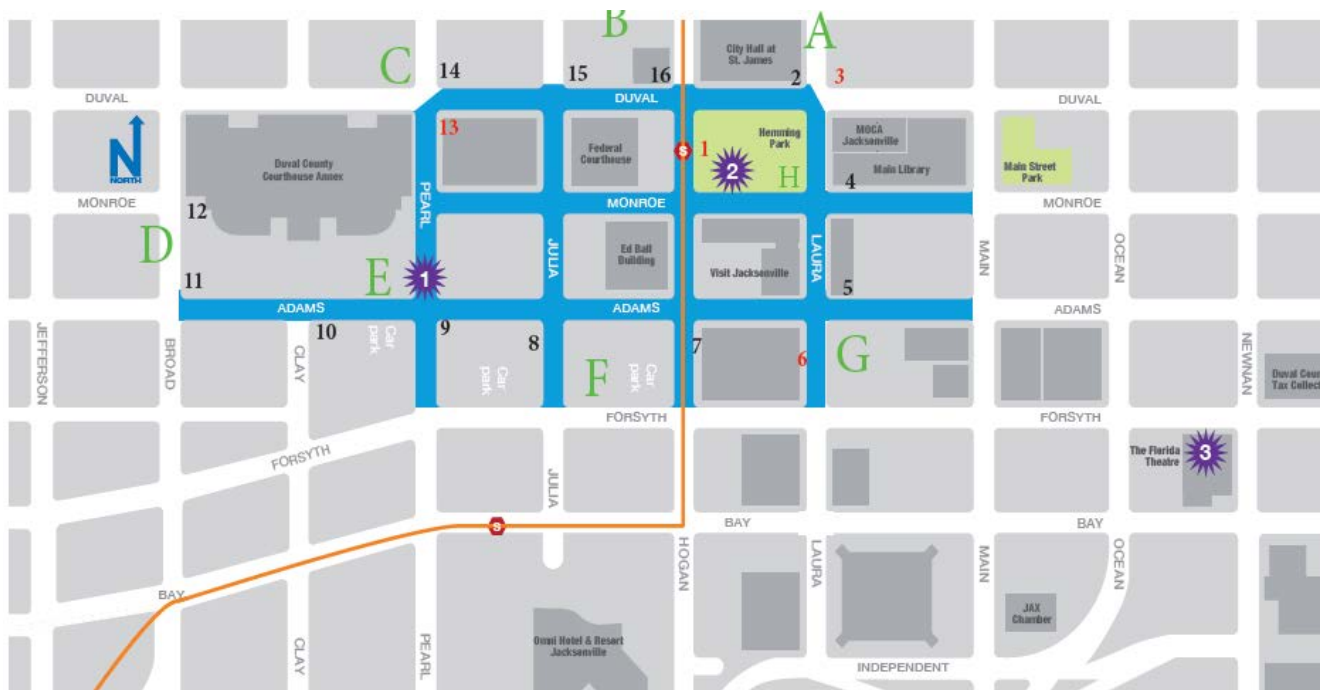 B
A
C
14
15
16
City Hall at
St. James
2
3
DUVAL
DUVAL
DUVAL
N
NORTH
Duval County
Courthouse Annex
13
Federal
Courthouse
S
1
Hemming
Park
2
H
MOCA
Jacksonville
Main Library
4
Main Street
Park
MONROE
MONROE
MONROE
12
D
11
E
PEARL
1
JULIA
Ed Ball
Building
Visit Jacksonville
LAURA
5
MAIN
OCEAN
ADAMS
ADAMS
ADAMS
JEFFERSON
BROAD
CLAY
10
Car
park
9
8
Car
park
F
Car
park
7
6
G
NEWNAN
Duval Coun
Tax Collect
FORSYTH
FORSYTH
FORSYTH
The Florida
Theatre
3
JULIA
S
BAY
BAY
BAY
HOGAN
LAURA
MAIN
OCEAN
JAX
Chamber
CLAY
PEARL
Omni Hotel & Resort
Jacksonville
INDEPENDENT